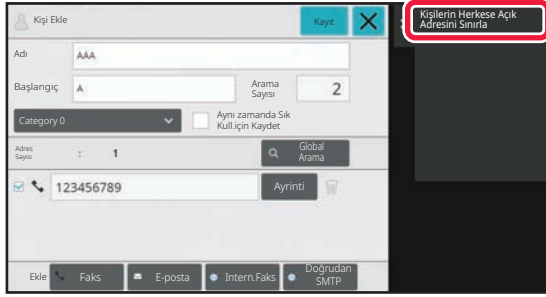 Kişi Ekle
Kayıt
Kişilerin Herkese Açık
Adresini Sınırla
Adı
AAA
Başlangıç
A
Arama
Sayısı
2
Category 0
Aynı zamanda Sık
Kull.için Kaydet
Adres
Sayısı
:
1
Global
Arama
123456789
Ayrinti
Ekle
Faks
E-posta
Intern.Faks
Doğrudan
SMTP